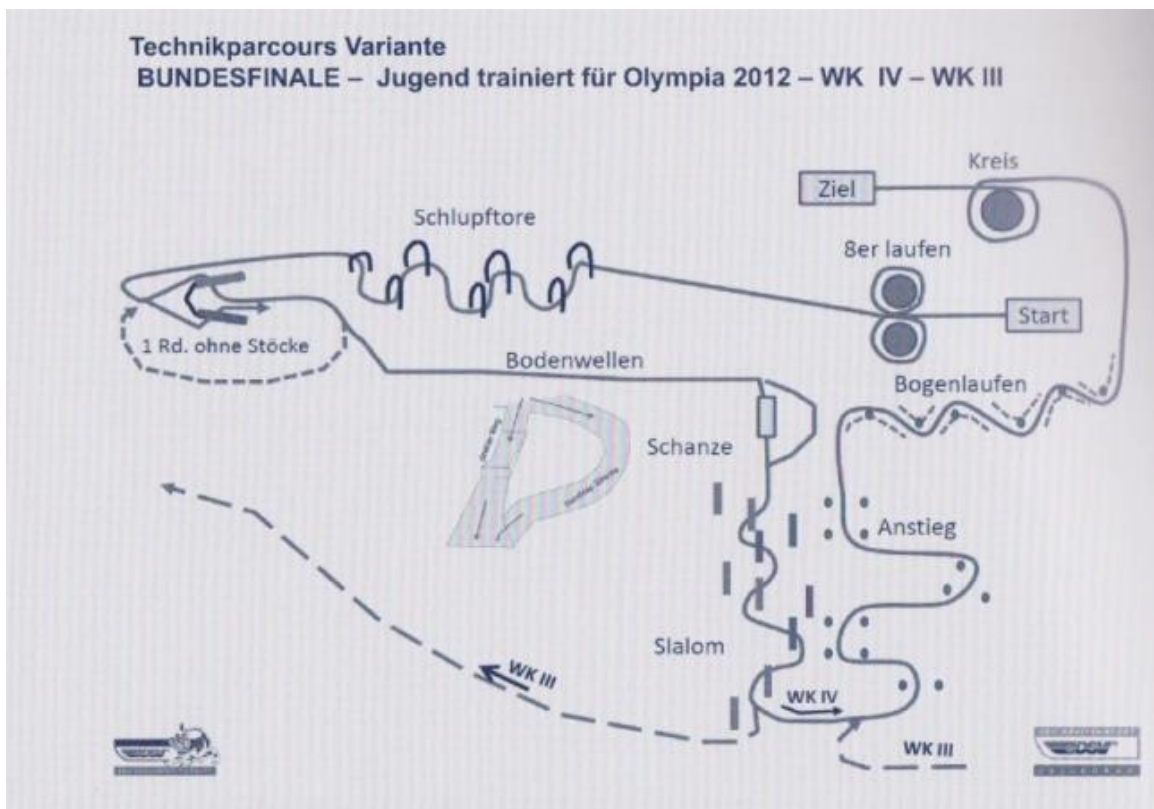 Technikparcours Variante
BUNDESFINALE – Jugend trainiert für Olympia 2012 – WK IV – WK III
Kreis
Ziel
Schlupftore
8er laufen
Start
1 Rd. ohne Stöcke
Bodenwellen
Bogenlaufen
Schanze
Anstieg
Slalom
WK III
WK IV
WK III
DSV